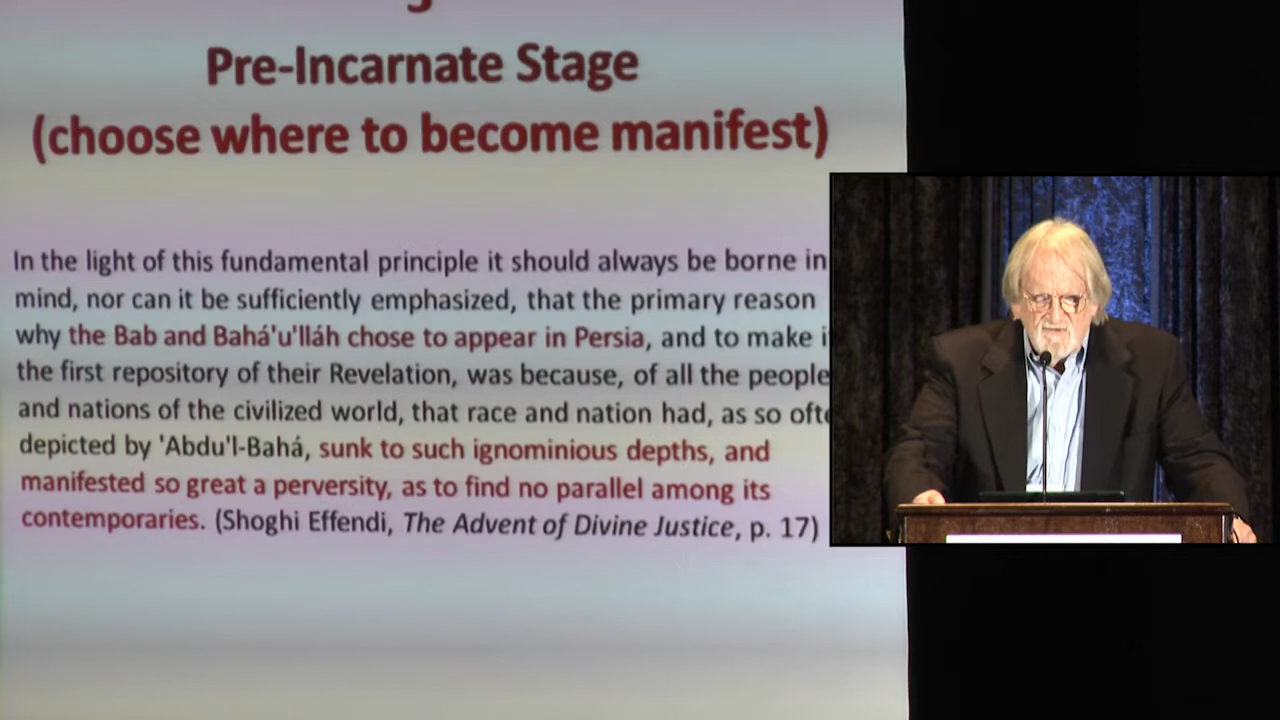 Pre-Incarnate Stage
(choose where to become manifest)
In the light of this fundamental principle it should always be borne in
mind, nor can it be sufficiently emphasized, that the primary reason
why the Bab and Bahá'u'lláh chose to appear in Persia, and to make i
the first repository of their Revelation, was because, of all the people
and nations of the civilized world, that race and nation had, as so ofte
depicted by 'Abdu'l-Bahá, sunk to such ignominious depths, and
manifested so great a perversity, as to find no parallel among its
contemporaries. (Shoghi Effendi, The Advent of Divine Justice, p. 17)